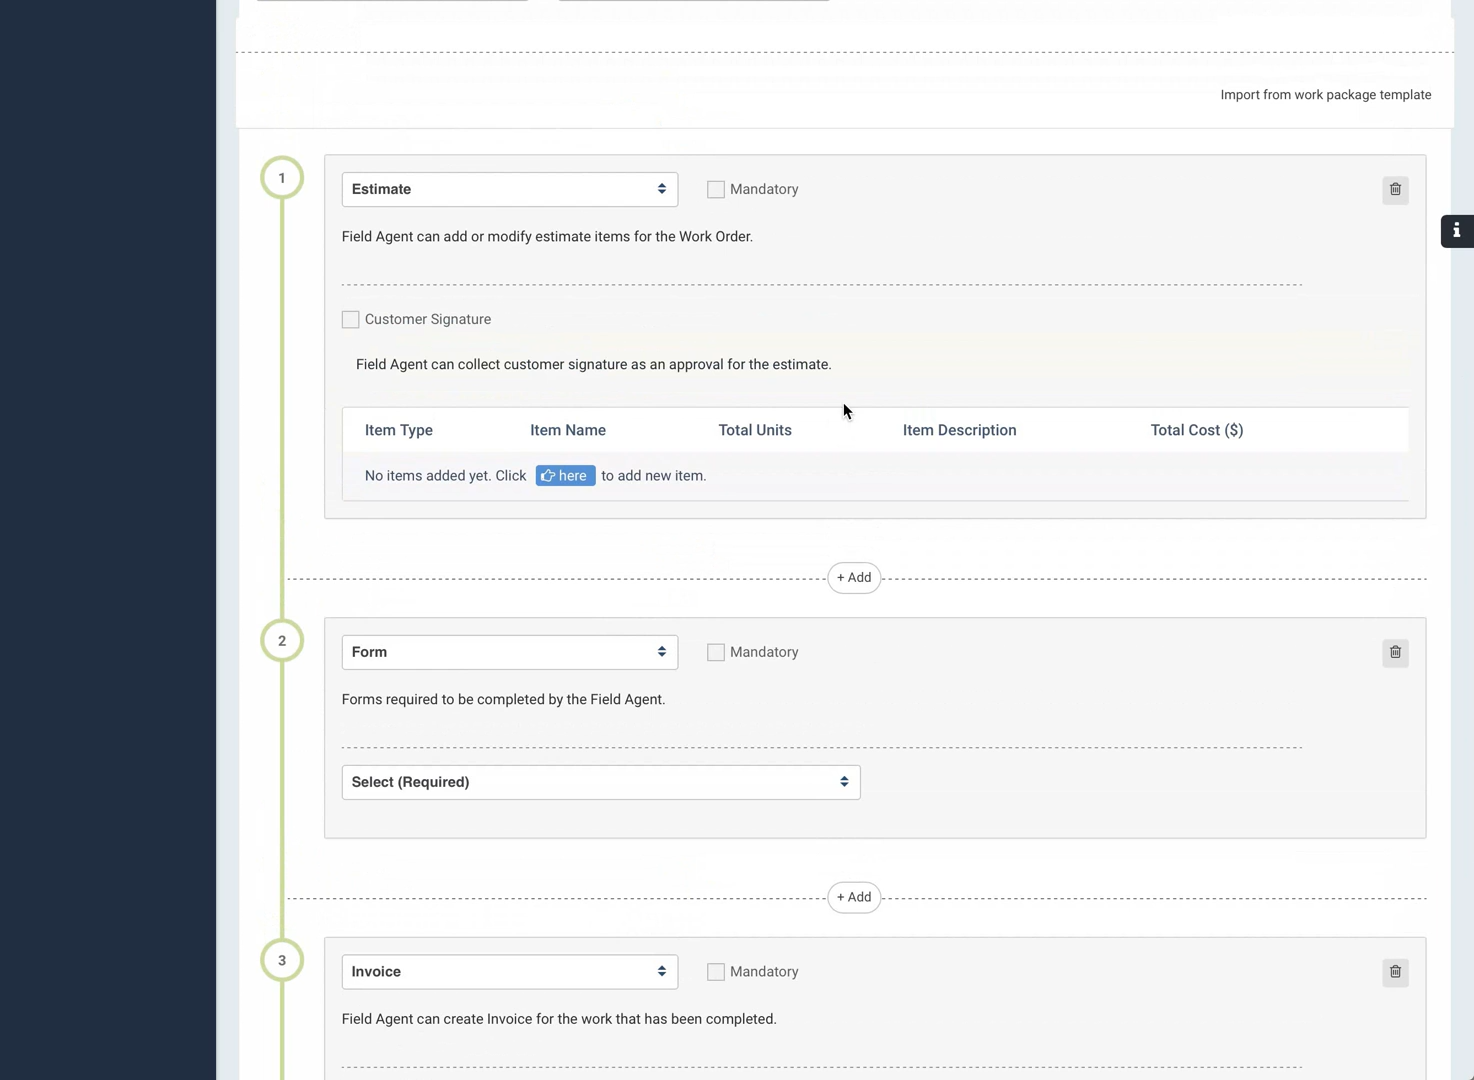 Import from work package template
1
Estimate
Mandatory
Field Agent can add or modify estimate items for the Work Order.
Customer Signature
Field Agent can collect customer signature as an approval for the estimate.
Item Type Item Name Total Units Item Description Total Cost ($)
No items added yet. Click here to add new item.
+ Add
2
Form
Mandatory
Forms required to be completed by the Field Agent.
Select (Required)
+ Add
3
Invoice
Mandatory
Field Agent can create Invoice for the work that has been completed.